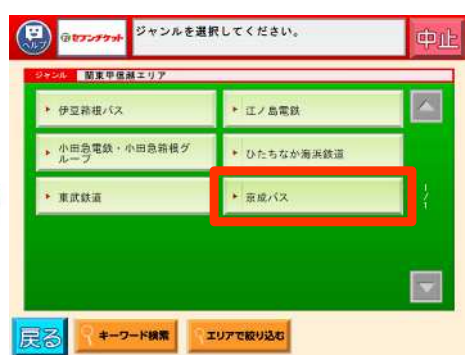 ヘルプ
セブンチケット
ジャンルを選択してください。
中止
ジャンル 関東甲信越エリア
伊豆箱根バス
江ノ島電鉄
小田急電鉄・小田急箱根グ
ループ
ひたちなか海浜鉄道
東武鉄道
京成バス
1/1
戻る
キーワード検索
エリアで絞り込む